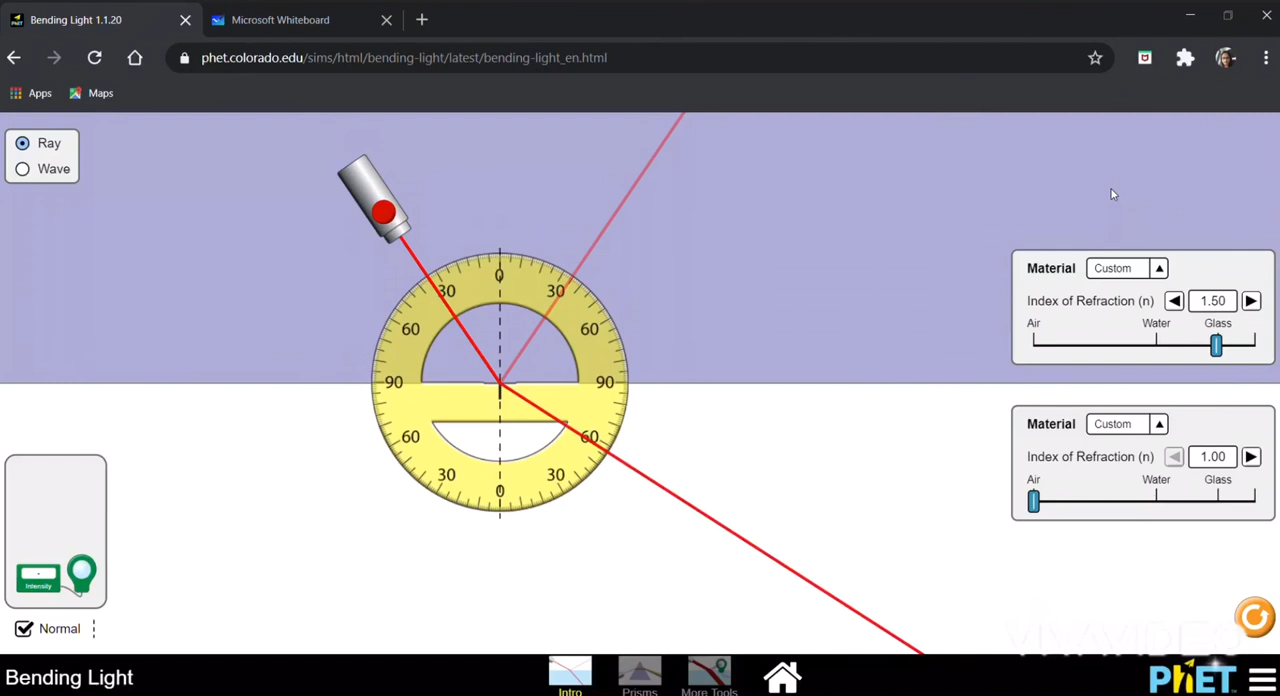 Bending Light 1.1.20
Microsoft Whiteboard
phet.colorado.edu/sims/html/bending-light/latest/bending-light_en.html
Apps
Maps
Ray
Wave
0
30
30
60
60
90
90
60
60
30
30
0
Material
Custom
Index of Refraction (n)
1.50
Air
Water
Glass
Material
Custom
Index of Refraction (n)
1.00
Air
Water
Glass
Intensity
Normal
VIVAVIDEO
Bending Light
Intro
Prisms
More Tools
PhET